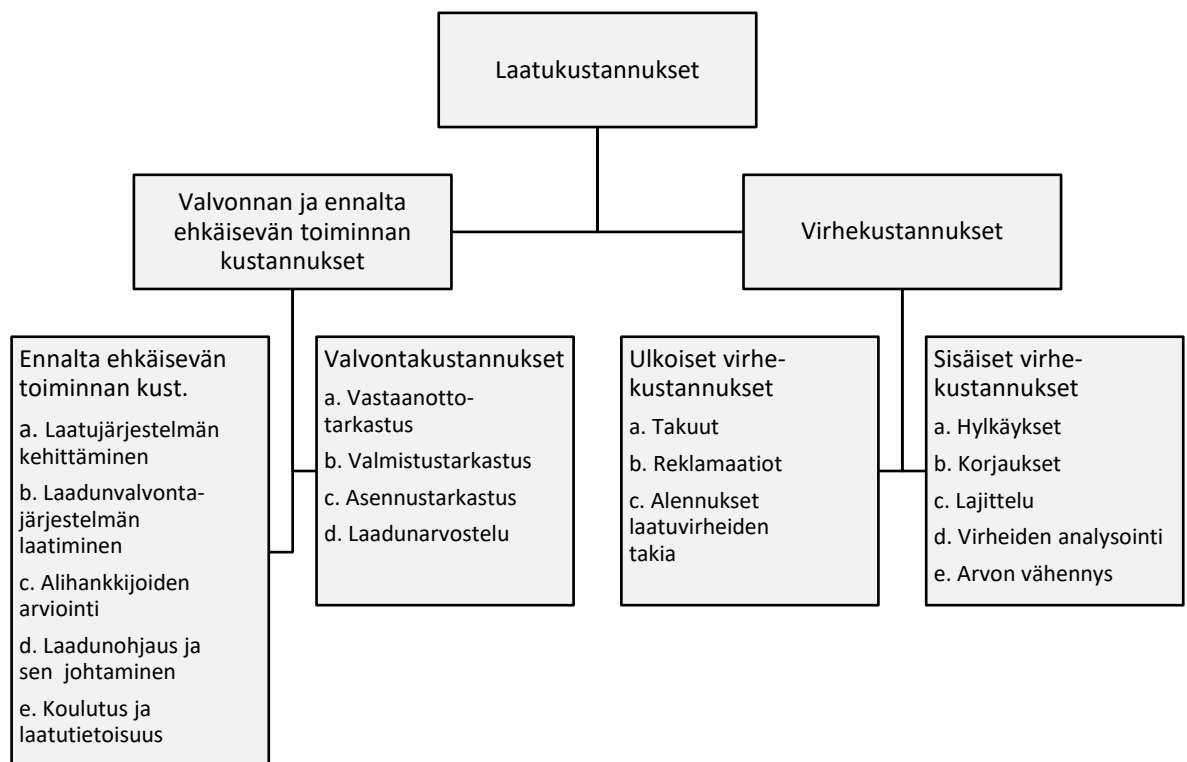 Laatukustannukset
Valvonnan ja ennalta
ehkäisevän toiminnan
kustannukset
Virhekustannukset
Ennalta ehkäisevän
toiminnan kust.
a. Laatujärjestelmän
kehittäminen
b. Laadunvalvonta-
järjestelmän
laatiminen
c. Alihankkijoiden
arviointi
d. Laadunohjaus ja
sen johtaminen
e. Koulutus ja
laatutietoisuus
Valvontakustannukset
a. Vastaanotto-
tarkastus
b. Valmistustarkastus
c. Asennustarkastus
d. Laadunarvostelu
Ulkoiset virhe-
kustannukset
a. Takuut
b. Reklamaatiot
c. Alennukset
laatuvirheiden
takia
Sisäiset virhe-
kustannukset
a. Hylkäykset
b. Korjaukset
c. Lajittelu
d. Virheiden analysointi
e. Arvon vähennys